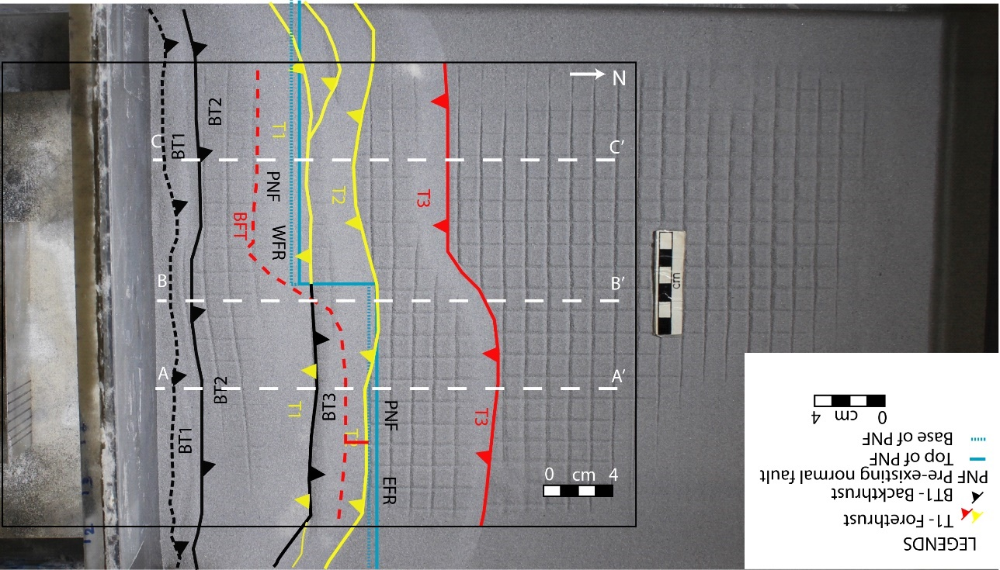 N
BT2
T1
C
BT1
C'
PNF
T2
T3
BFT
WFR
cm
B
B'
A
A'
BT2
T1
BT3
PNF
T3
BT1
0 cm 4
EFR
LEGENDS
T1 - Forethrust
BT1 - Backthrust
PNF Pre-existing normal fault
Top of PNF
Base of PNF
0 cm 4